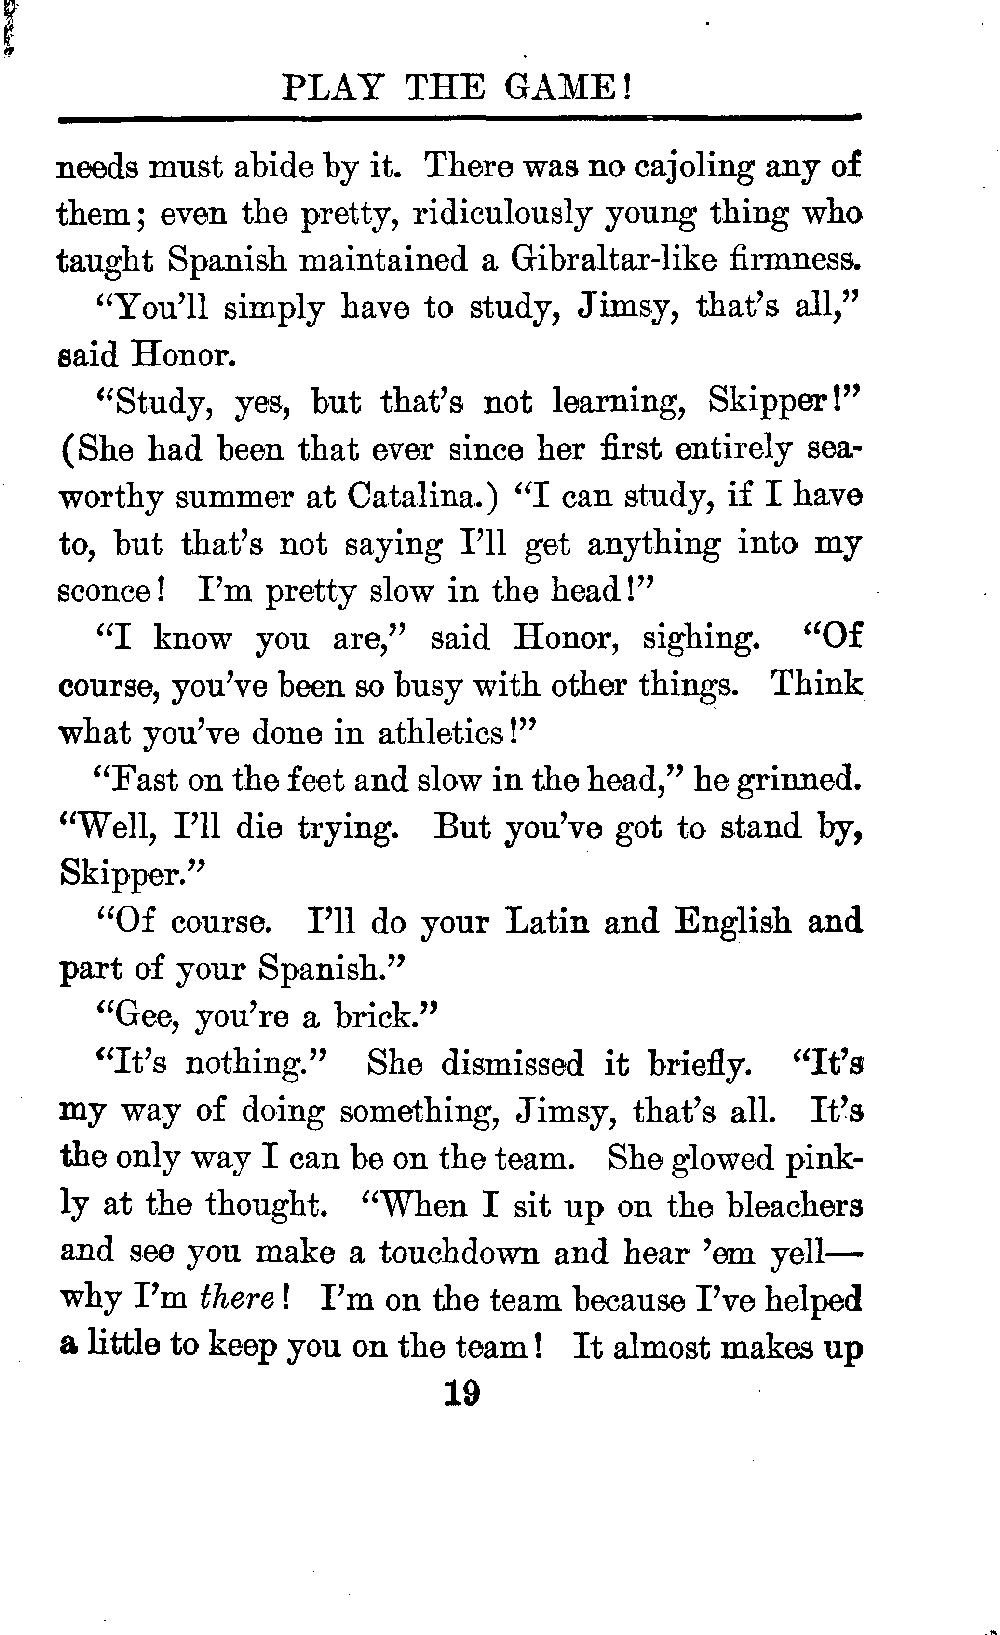 PLAY THE GAME!
needs must abide by it. There was no cajoling any of
them; even the pretty, ridiculously young thing who
taught Spanish maintained a Gibraltar-like firmness.
“You’ll simply have to study, Jimsy, that’s all,”
said Honor.
“Study, yes, but that’s not learning, Skipper!”
(She had been that ever since her first entirely sea-
worthy summer at Catalina.) “I can study, if I have
to, but that’s not saying I’ll get anything into my
sconce! I’m pretty slow in the head!”
“I know you are,” said Honor, sighing. “Of
course, you’ve been so busy with other things. Think
what you’ve done in athletics!”
“Fast on the feet and slow in the head,” he grinned.
“Well, I’ll die trying. But you’ve got to stand by,
Skipper.”
“Of course. I’ll do your Latin and English and
part of your Spanish.”
“Gee, you’re a brick.”
“It’s nothing.” She dismissed it briefly. “It’s
my way of doing something, Jimsy, that’s all. It’s
the only way I can be on the team. She glowed pink-
ly at the thought. “When I sit up on the bleachers
and see you make a touchdown and hear ’em yell—
why I’m there! I’m on the team because I’ve helped
a little to keep you on the team! It almost makes up
19